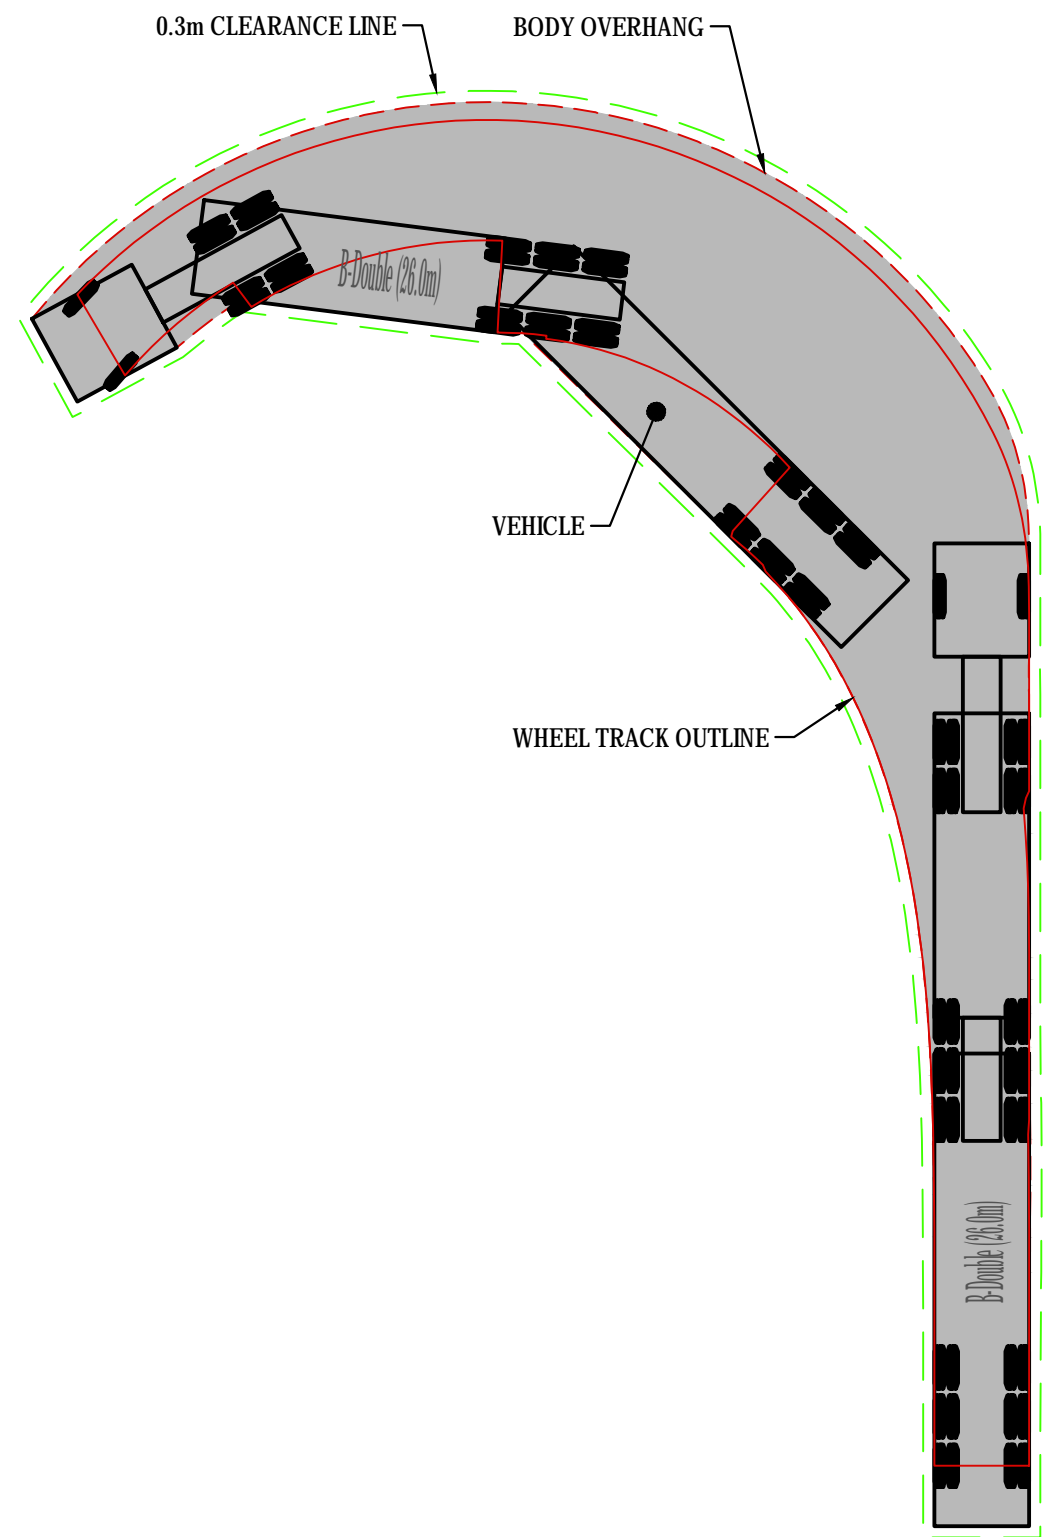 0.3m CLEARANCE LINE
BODY OVERHANG
B-Double (26.0m)
VEHICLE
WHEEL TRACK OUTLINE
B-Double (26.0m)